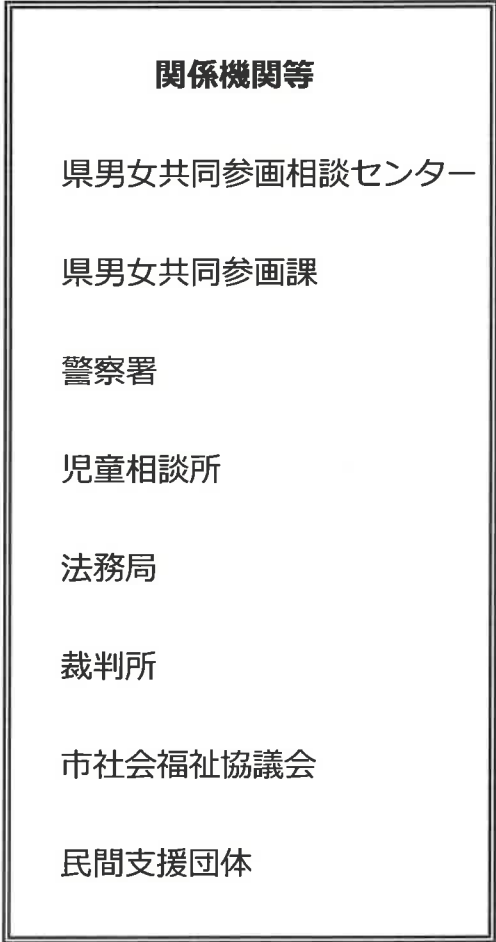 関係機関等
県男女共同参画相談センター
県男女共同参画課
警察署
児童相談所
法務局
裁判所
市社会福祉協議会
民間支援団体